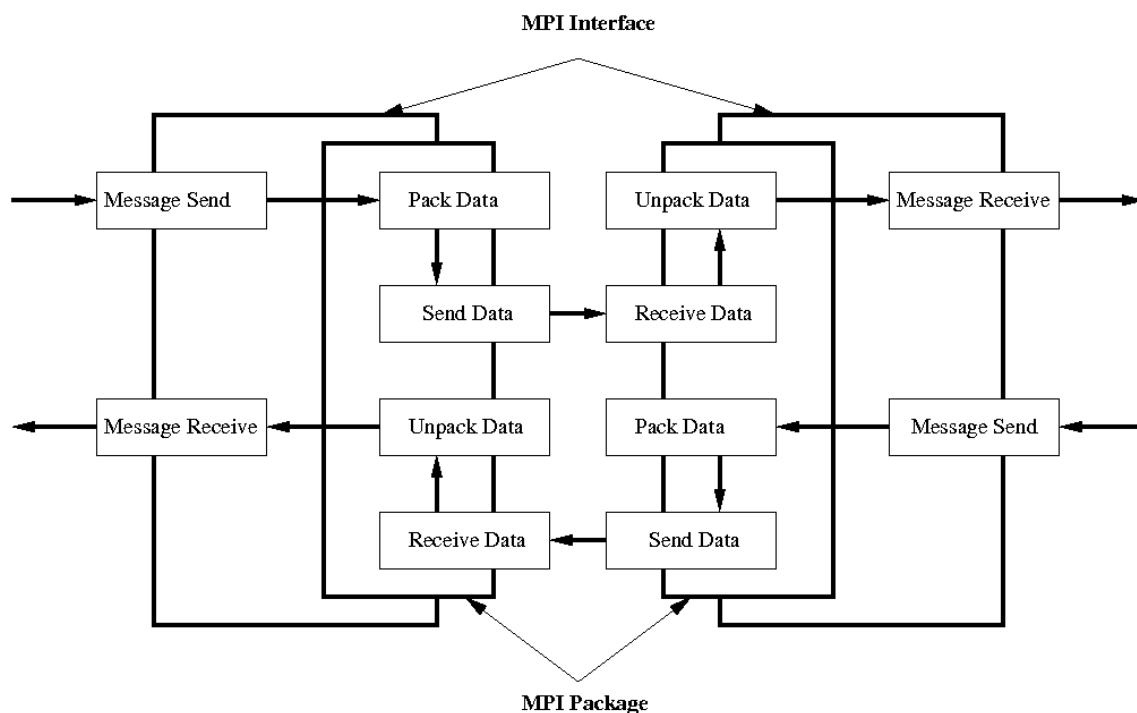 MPI Interface
Message Send
Pack Data
Unpack Data
Message Receive
Send Data
Receive Data
Message Receive
Unpack Data
Pack Data
Message Send
Receive Data
Send Data
MPI Package